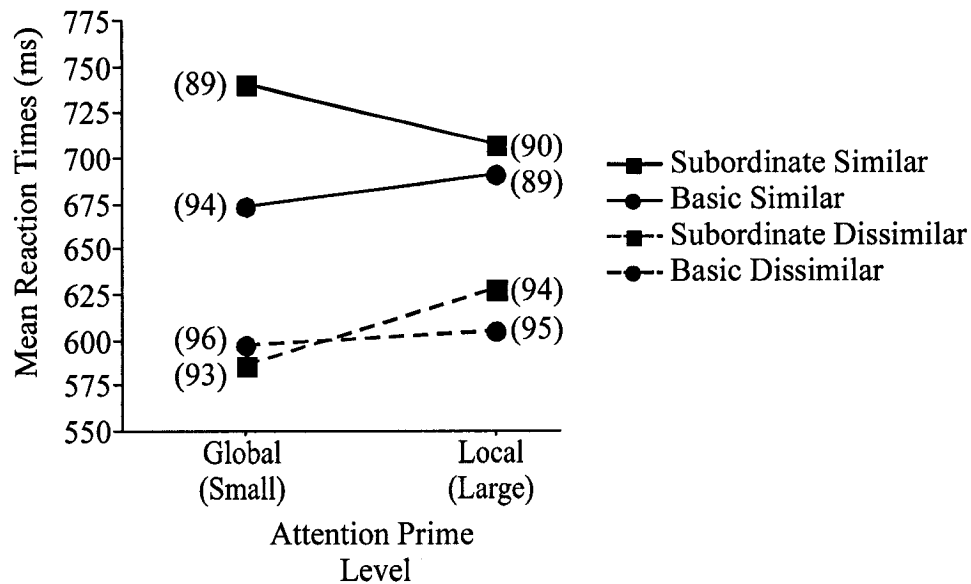 775
750
725
700
675
650
625
600
575
550
Mean Reaction Times (ms)
(89)
(90)
(94)
(89)
(96)
(94)
(93)
(95)
Subordinate Similar
Basic Similar
Subordinate Dissimilar
Basic Dissimilar
Global
(Small)
Local
(Large)
Attention Prime
Level